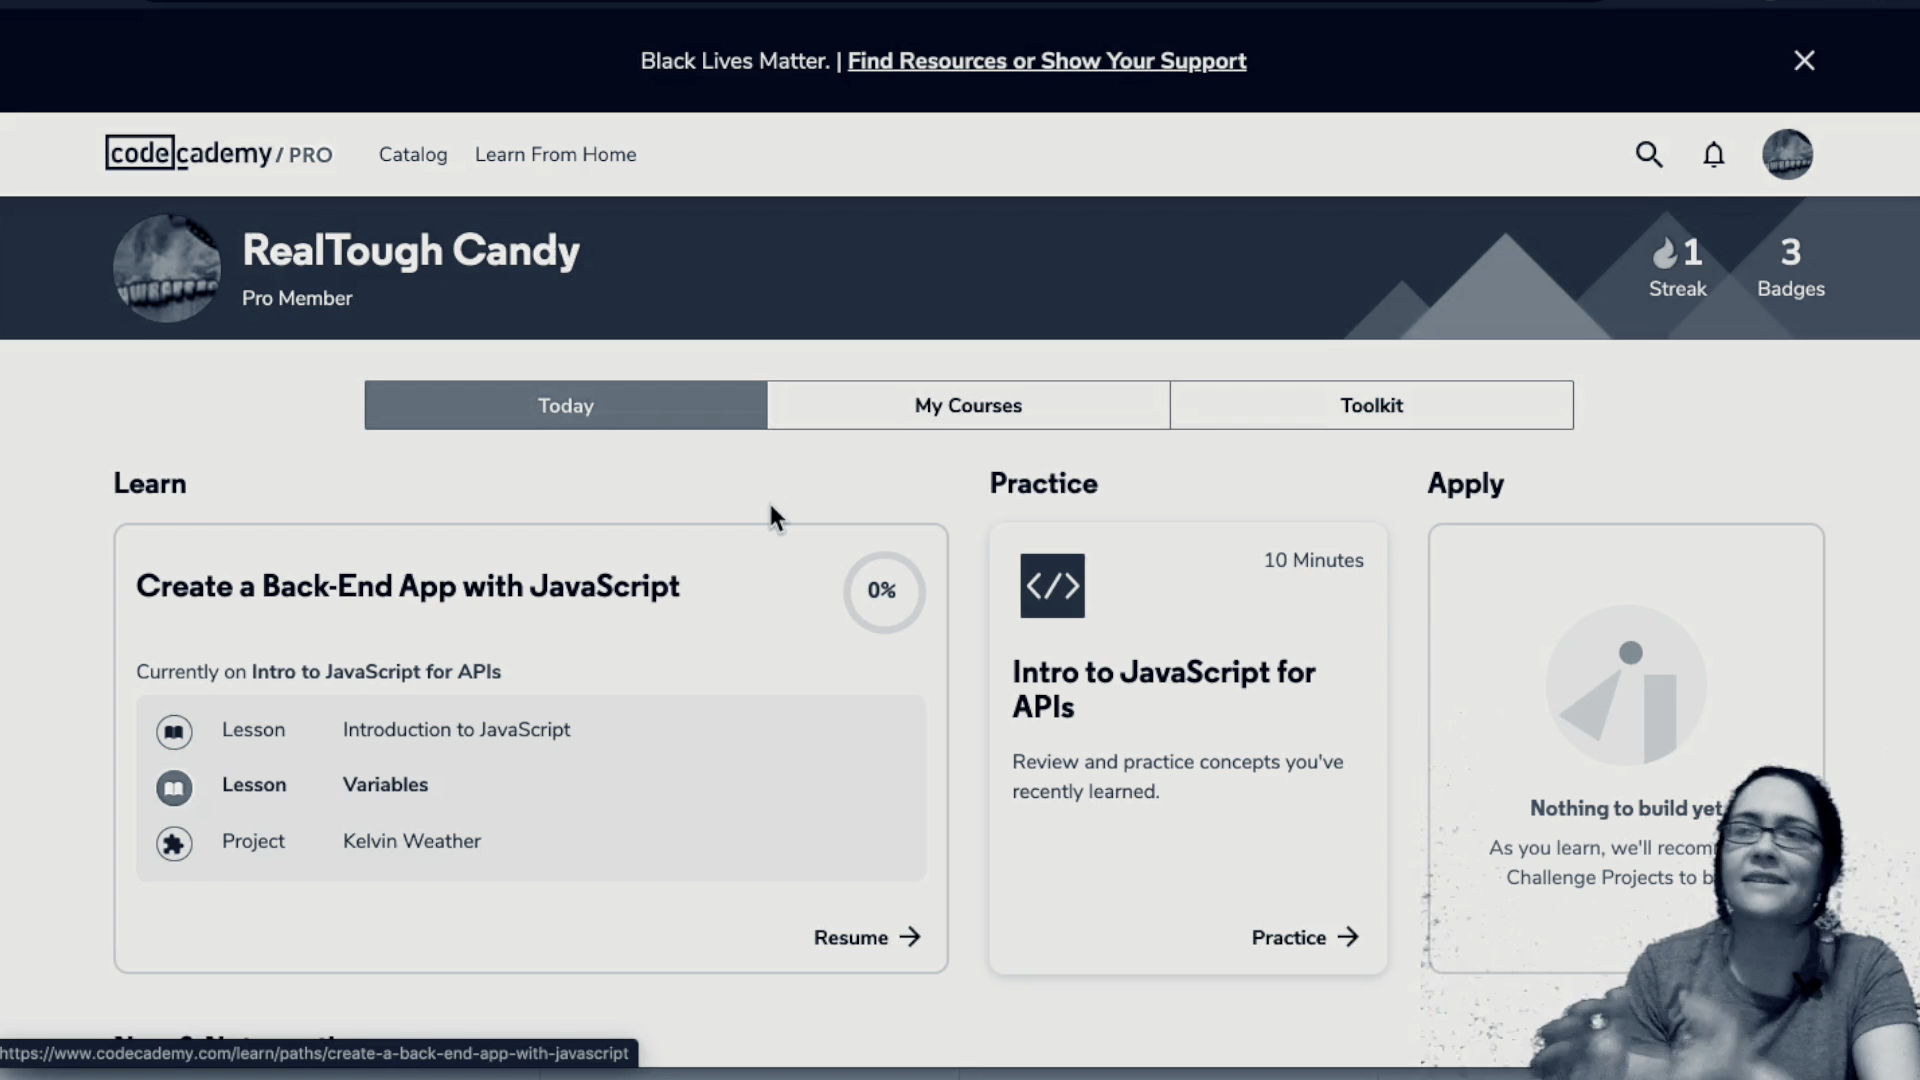 Black Lives Matter. | Find Resources or Show Your Support
codecademy / PRO
Catalog
Learn From Home
RealTough Candy
Pro Member
1
Streak
3
Badges
Today
My Courses
Toolkit
Learn
Create a Back-End App with JavaScript
0%
Currently on Intro to JavaScript for APIs
Lesson Introduction to JavaScript
Lesson Variables
Project Kelvin Weather
Resume
Practice
10 Minutes
</>
Intro to JavaScript for
APIs
Review and practice concepts you've
recently learned.
Practice
Apply
Nothing to build yet
As you learn, we'll
Challenge Projects to
https://www.codecademy.com/learn/paths/create-a-back-end-app-with-javascript